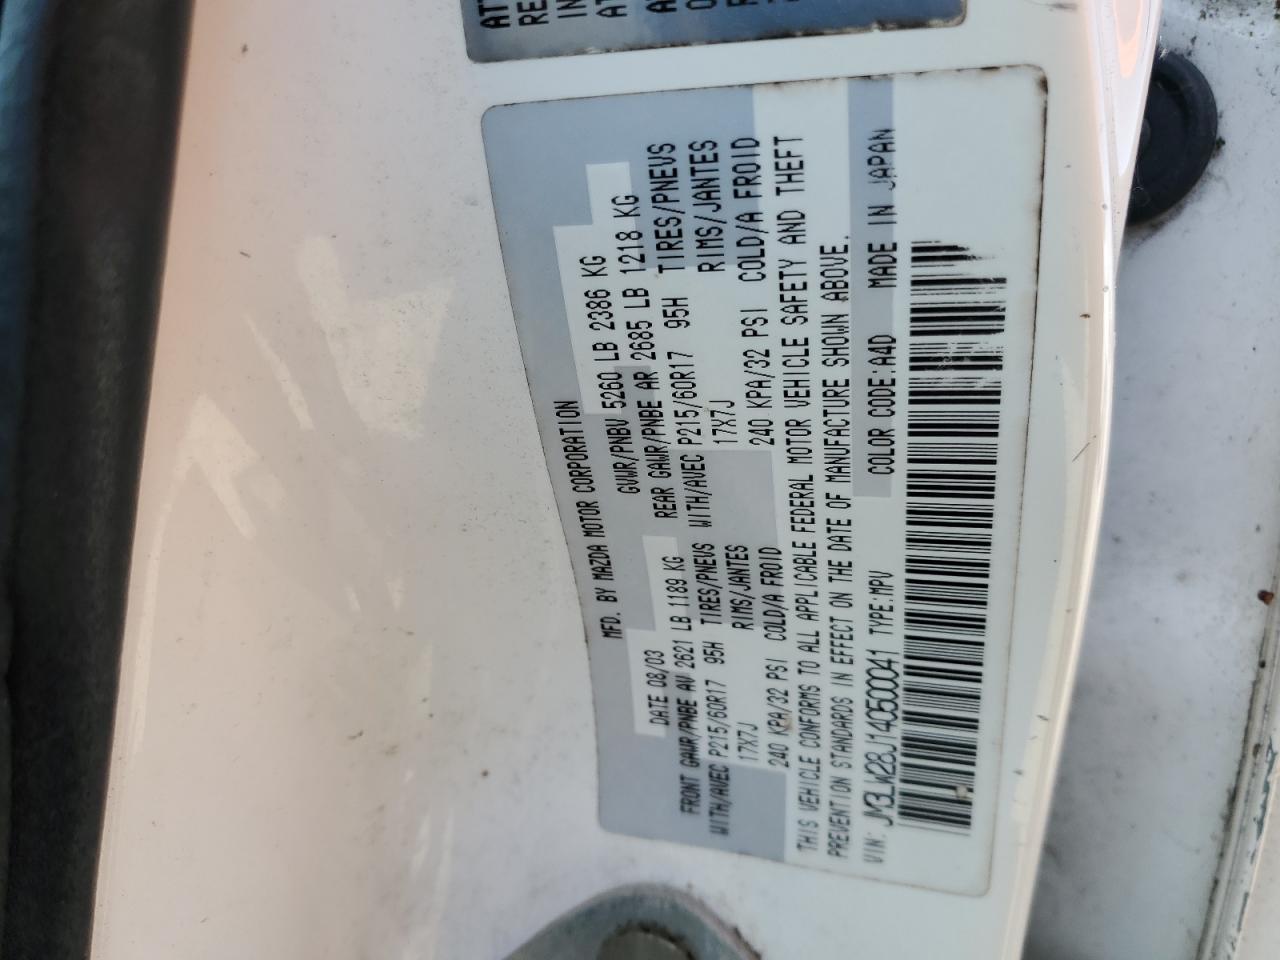 MFD. BY MAZDA MOTOR CORPORATION
DATE 08/03 GVWR/PNBV 5260 LB 2386 KG
FRONT GAWR/PNBE AV 2621 LB 1189 KG REAR GAWR/PNBE AR 2685 LB 1218 KG
WITH/AVEC P215/60R17 95H TIRES/PNEUS WITH/AVEC P215/60R17 95H TIRES/PNEUS
17X7J RIMS/JANTES 17X7J RIMS/JANTES
240 KPA/32 PSI COLD/A FROID 240 KPA/32 PSI COLD/A FROID
THIS VEHICLE CONFORMS TO ALL APPLICABLE FEDERAL MOTOR VEHICLE SAFETY AND THEFT
PREVENTION STANDARDS IN EFFECT ON THE DATE OF MANUFACTURE SHOWN ABOVE.
VIN: JM3LW28J140500041 TYPE:MPV COLOR CODE:A4D MADE IN JAPAN